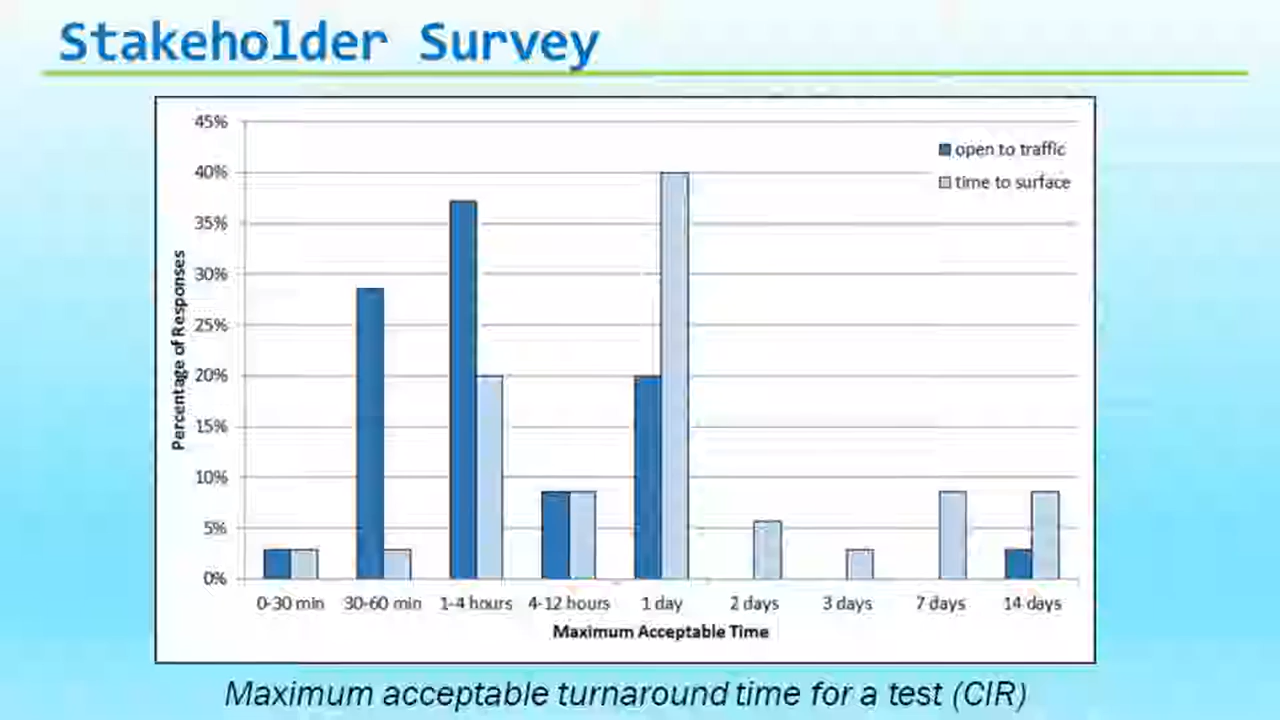 Stakeholder Survey
45%
open to traffic
40%
time to surface
35%
30%
25%
20%
15%
10%
5%
0%
Percentage of Responses
0-30 min 30-60 min 1-4 hours 4-12 hours 1 day 2 days 3 days 7 days 14 days
Maximum Acceptable Time
Maximum acceptable turnaround time for a test (CIR)